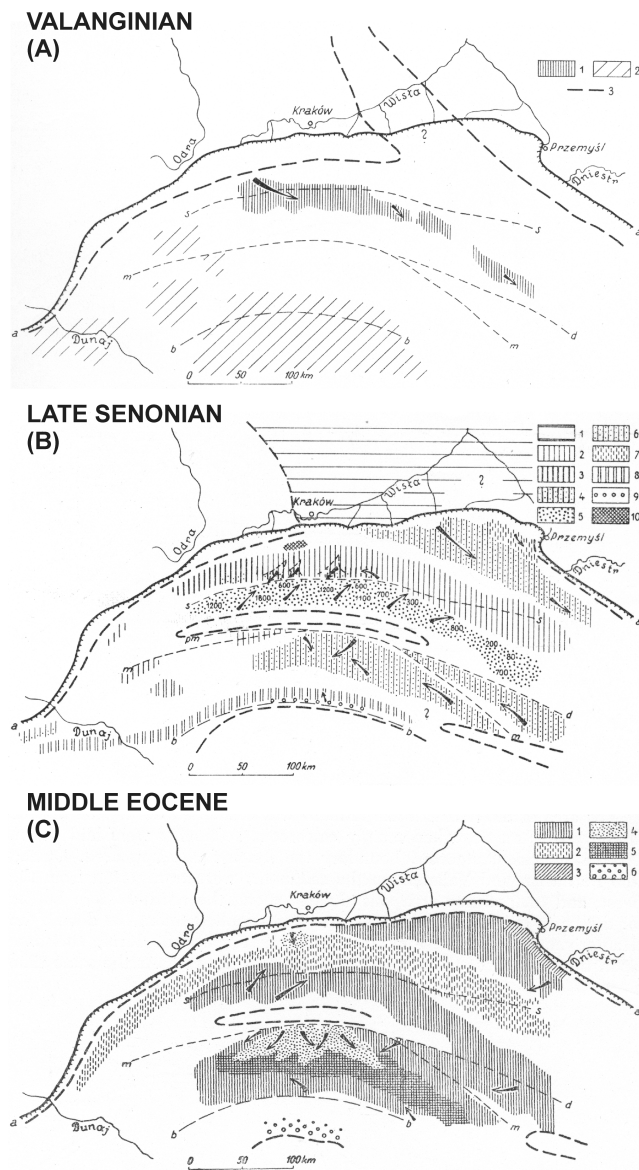 VALANGINIAN
(A)
1 2
3
Kraków
Wisła
Odra
?
Przemyśl
Dniestr
s s
a
m
d
m
b b
a
Dunaj
0 50 100 km
LATE SENONIAN
(B)
1 6
2 7
3 8
4 9
5 10
?
Kraków
Wisła
Odra
Przemyśl
Dniestr
s s
a
pm
m
?
m
d
b b
a
Dunaj
0 50 100 km
MIDDLE EOCENE
(C)
1 4
2 5
3 6
Kraków
Wisła
Odra
Przemyśl
Dniestr
s s
a
m
d
m
b b
a
Dunaj
0 50 100 km